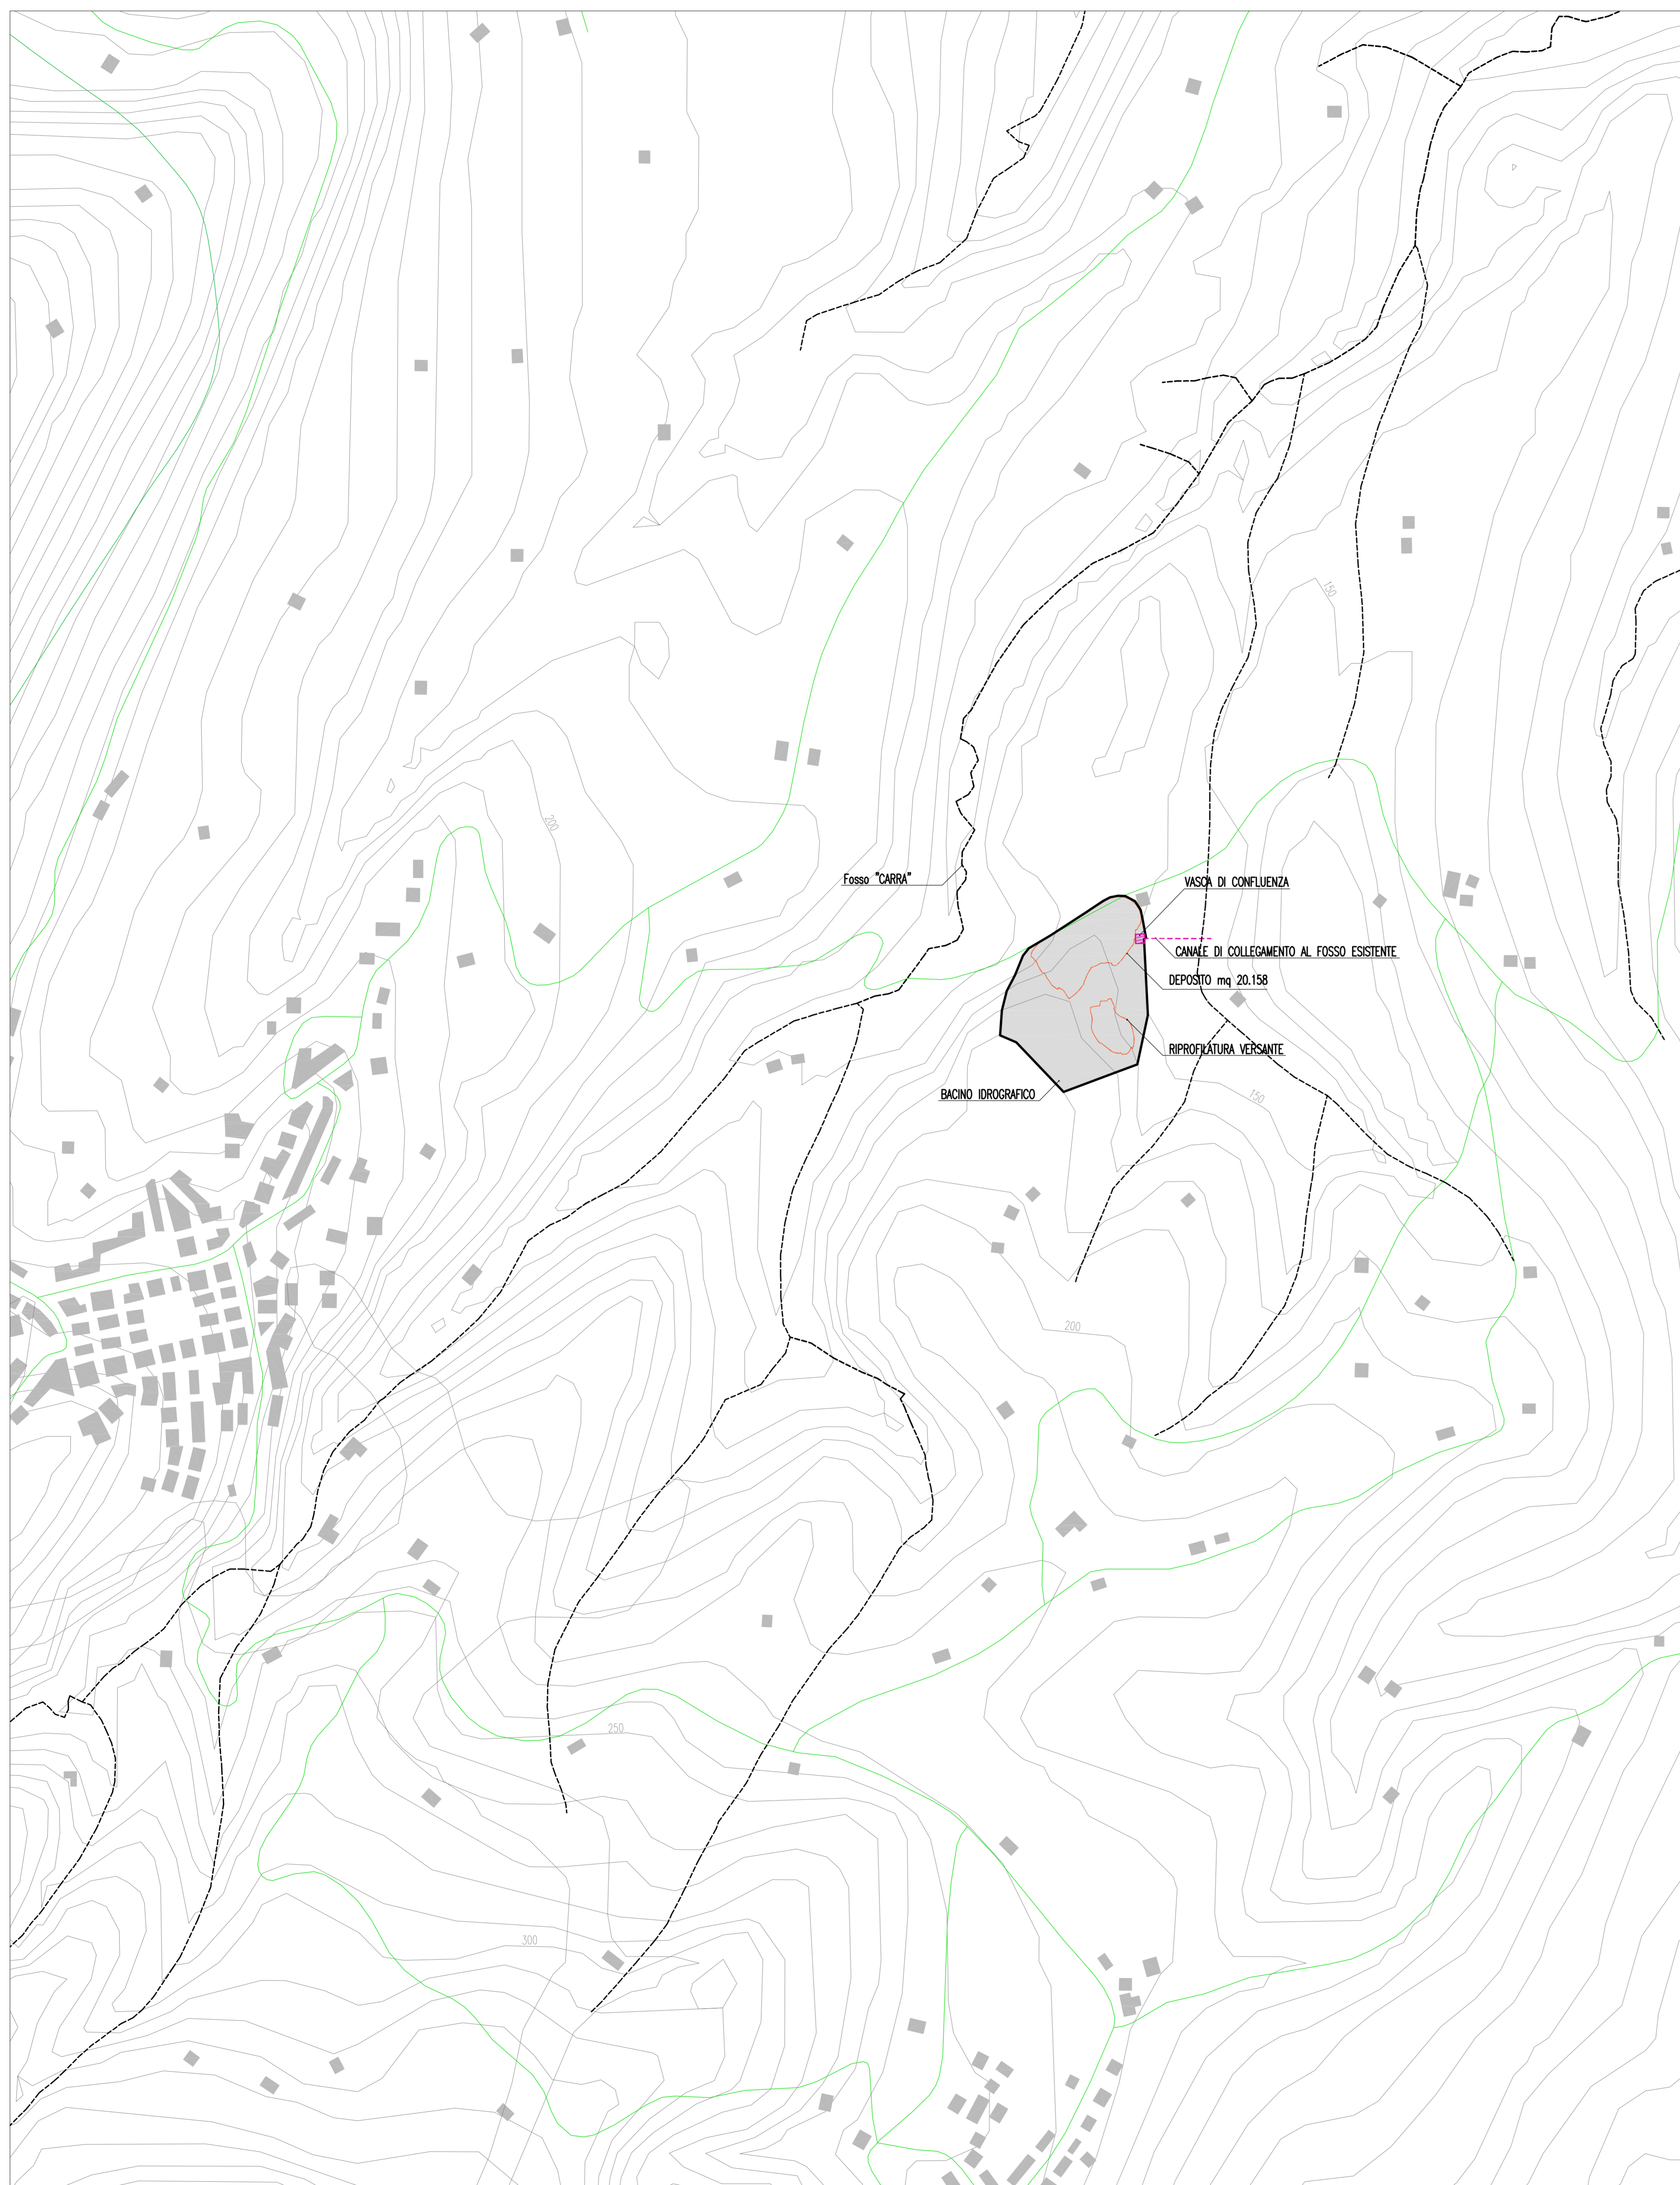 150
200
Fosso "CARRA"
VASCA DI CONFLUENZA
CANALE DI COLLEGAMENTO AL FOSSO ESISTENTE
DEPOSITO mq 20.158
RIPROFILATURA VERSANTE
BACINO IDROGRAFICO
150
200
250
300